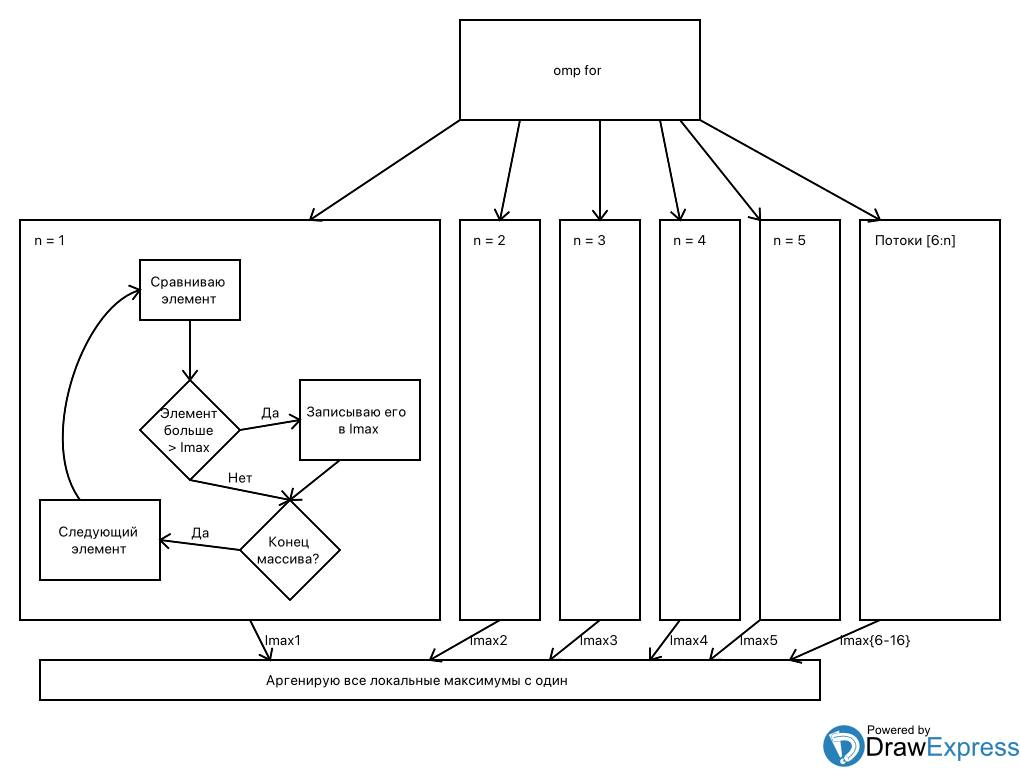 omp for
n = 1
n = 2
n = 3
n = 4
n = 5
Потоки [6:n]
Сравниваю
элемент
Элемент
больше
> lmax
Да
Записываю его
в lmax
Нет
Следующий
элемент
Да
Конец
массива?
lmax1
lmax2
lmax3
lmax4
lmax5
lmax{6-16}
Аргенирую все локальные максимумы с один
Powered by
DrawExpress